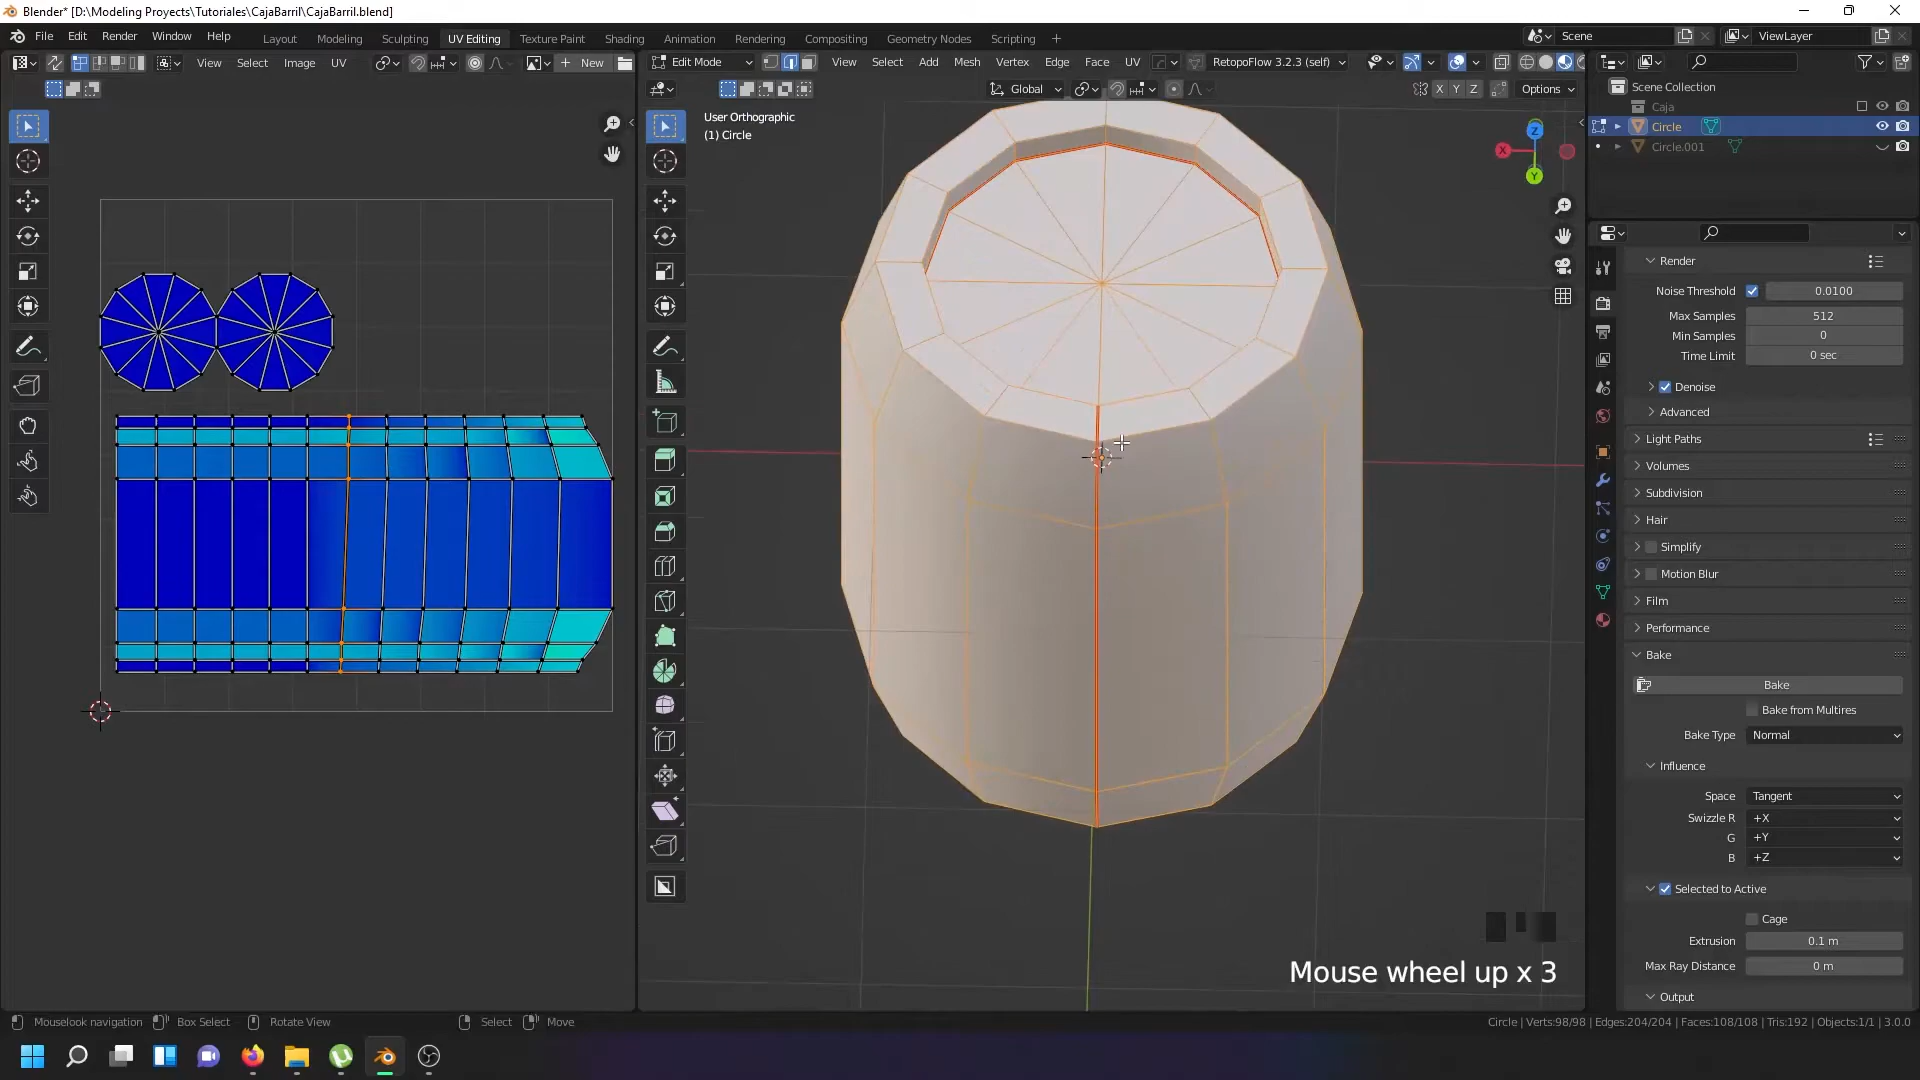 Blender* [D:\Modeling Proyects\Tutoriales\CajaBarril\CajaBarril.blend]
File Edit Render Window Help
Layout Modeling Sculpting UV Editing Texture Paint Shading Animation Rendering Compositing Geometry Nodes Scripting
Scene
ViewLayer
View Select Image UV
New
Edit Mode
View Select Add Mesh Vertex Edge Face UV
RetopoFlow 3.2.3 (self)
Global
X Y Z
Options
User Orthographic
(1) Circle
X
Z
Y
Scene Collection
Caja
Circle
Circle.001
Render
Noise Threshold 0.0100
Max Samples 512
Min Samples 0
Time Limit 0 sec
Denoise
Advanced
Light Paths
Volumes
Subdivision
Hair
Simplify
Motion Blur
Film
Performance
Bake
Bake
Bake from Multires
Bake Type Normal
Influence
Space Tangent
Swizzle R +X
G +Y
B +Z
Selected to Active
Cage
Extrusion 0.1 m
Max Ray Distance 0 m
Output
Mouse wheel up x 3
Mouselook navigation Box Select Rotate View Select Move
Circle | Verts:98/98 | Edges:204/204 | Faces:108/108 | Tris:192 | Objects:1/1 | 3.0.0